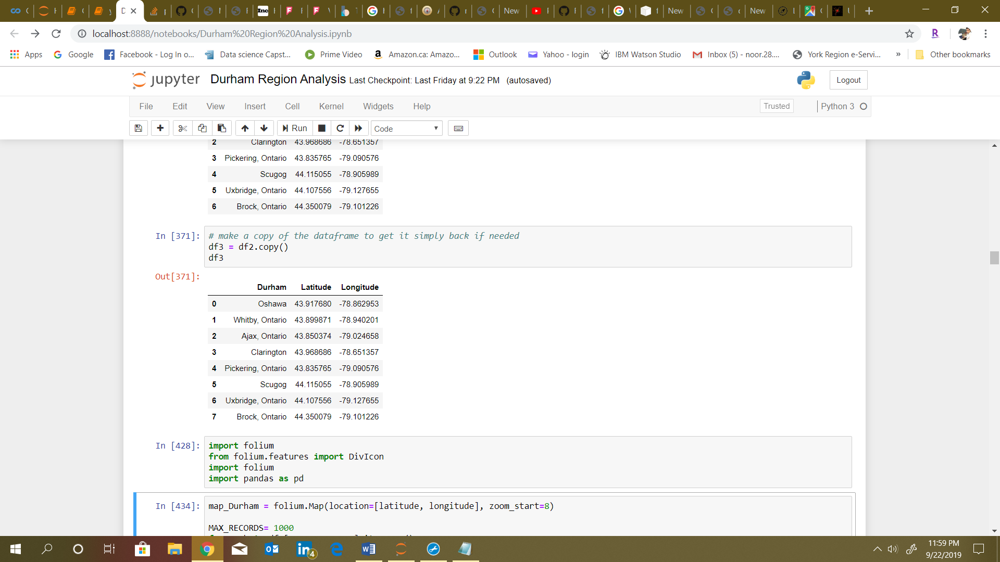 Inc
New
New
New
localhost:8888/notebooks/Durham%20Region%20Analysis.ipynb
Apps Google Facebook - Log In o... Data science Capst... Prime Video Amazon.ca: Amazo... Outlook Yahoo - login IBM Watson Studio Inbox (5) - noor.28.... York Region e-Servi... » Other bookmarks
jupyter Durham Region Analysis Last Checkpoint: Last Friday at 9:22 PM (autosaved) Logout
File Edit View Insert Cell Kernel Widgets Help Trusted Python 3
Run Code
2 Clarington 43.968686 -78.651357
3 Pickering, Ontario 43.835765 -79.090576
4 Scugog 44.115055 -78.905989
5 Uxbridge, Ontario 44.107556 -79.127655
6 Brock, Ontario 44.350079 -79.101226
In [371]: # make a copy of the dataframe to get it simply back if needed
df3 = df2.copy()
df3
Out[371]:
Durham Latitude Longitude
0 Oshawa 43.917680 -78.862953
1 Whitby, Ontario 43.899871 -78.940201
2 Ajax, Ontario 43.850374 -79.024658
3 Clarington 43.968686 -78.651357
4 Pickering, Ontario 43.835765 -79.090576
5 Scugog 44.115055 -78.905989
6 Uxbridge, Ontario 44.107556 -79.127655
7 Brock, Ontario 44.350079 -79.101226
In [428]: import folium
from folium.features import DivIcon
import folium
import pandas as pd
In [434]: map_Durham = folium.Map(location=[latitude, longitude], zoom_start=8)
MAX_RECORDS= 1000
11:59 PM
9/22/2019